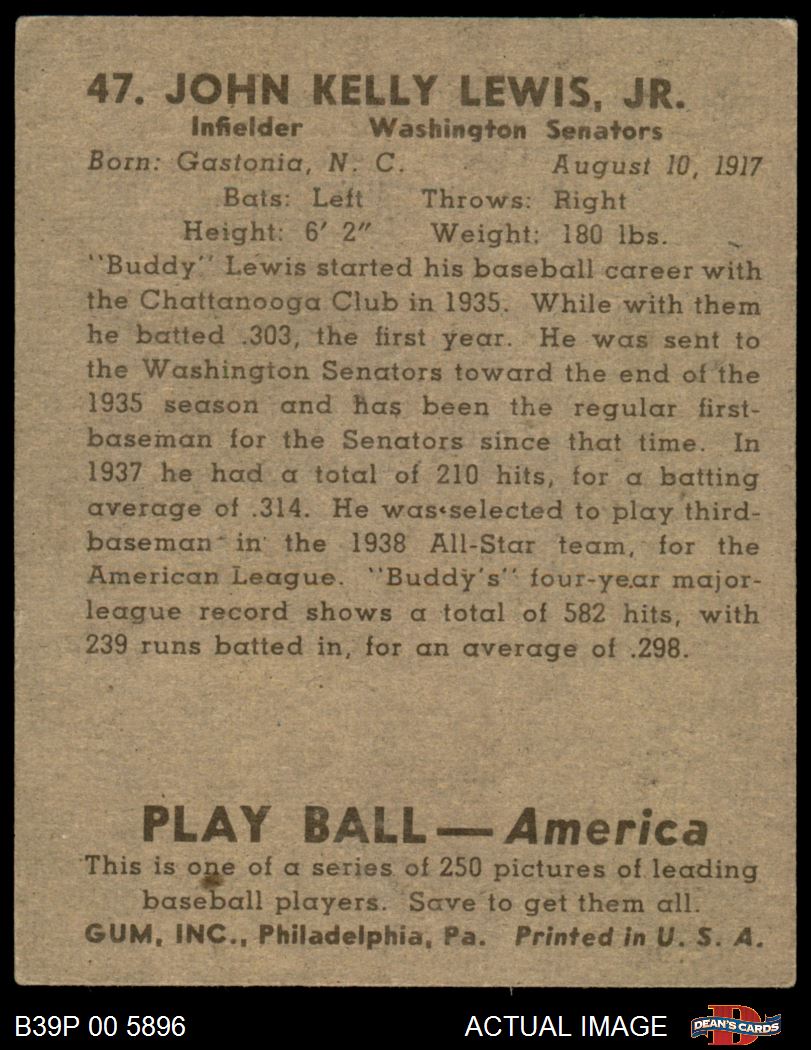 47. JOHN KELLY LEWIS, JR.
Infielder Washington Senators
Born: Gastonia, N. C. August 10, 1917
Bats: Left Throws: Right
Height: 6' 2" Weight: 180 lbs.
"Buddy" Lewis started his baseball career with
the Chattanooga Club in 1935. While with them
he batted .303, the first year. He was sent to
the Washington Senators toward the end of the
1935 season and has been the regular first-
baseman for the Senators since that time. In
1937 he had a total of 210 hits, for a batting
average of .314. He was selected to play third-
baseman in the 1938 All-Star team, for the
American League. "Buddy's" four-year major-
league record shows a total of 582 hits, with
239 runs batted in, for an average of .298.
PLAY BALL—America
This is one of a series of 250 pictures of leading
baseball players. Save to get them all.
GUM, INC., Philadelphia, Pa. Printed in U. S. A.
B39P 00 5896 ACTUAL IMAGE DEAN'S CARDS